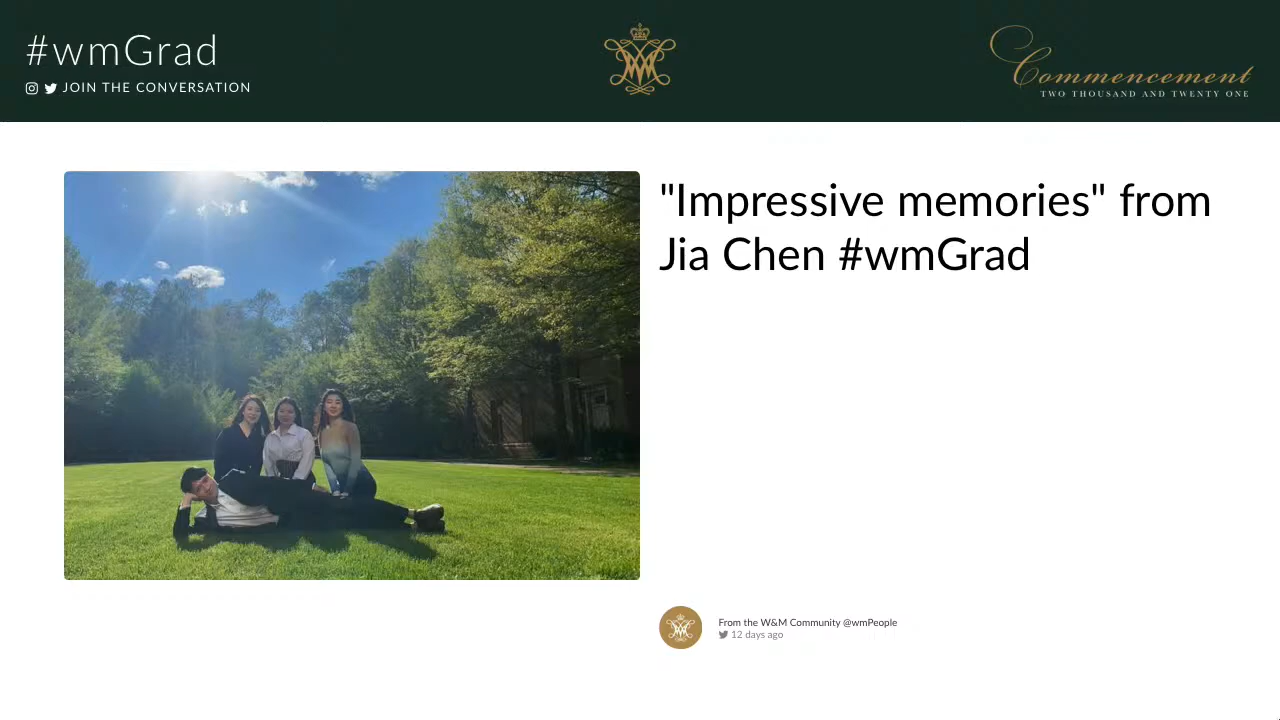 #wmGrad
JOIN THE CONVERSATION
Commencement
TWO THOUSAND AND TWENTY ONE
"Impressive memories" from
Jia Chen #wmGrad
From the W&M Community @wmPeople
12 days ago